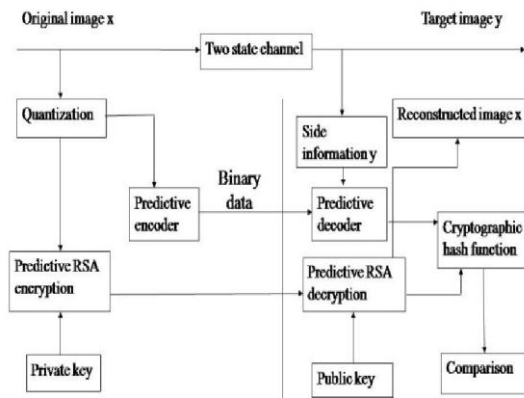 Original image x
Target image y
Two state channel
Quantization
Side
information y
Reconstructed image x
Binary
data
Predictive
encoder
Predictive
decoder
Cryptographic
hash function
Predictive RSA
encryption
Predictive RSA
decryption
Private key
Public key
Comparison